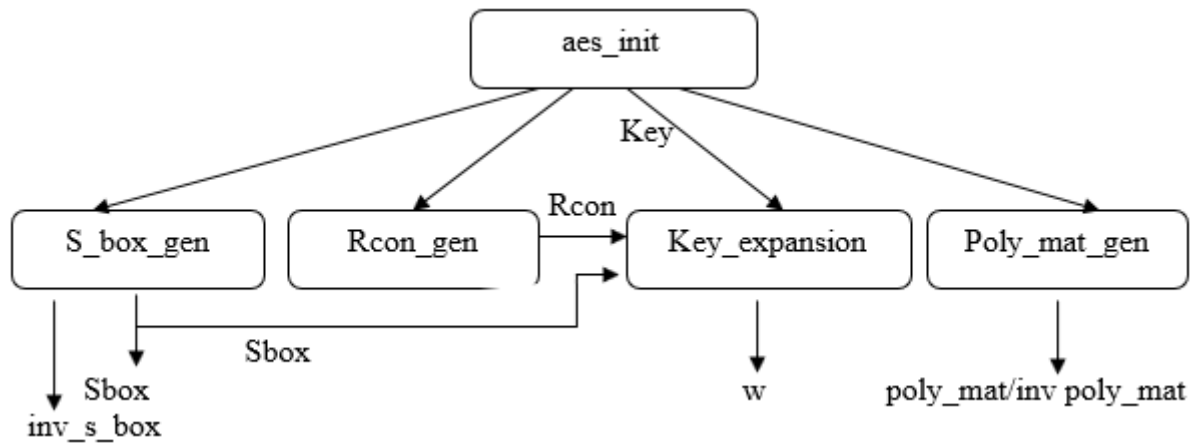 aes_init
Key
Rcon
S_box_gen
Rcon_gen
Key_expansion
Poly_mat_gen
Sbox
Sbox
w
poly_mat/inv poly_mat
inv_s_box